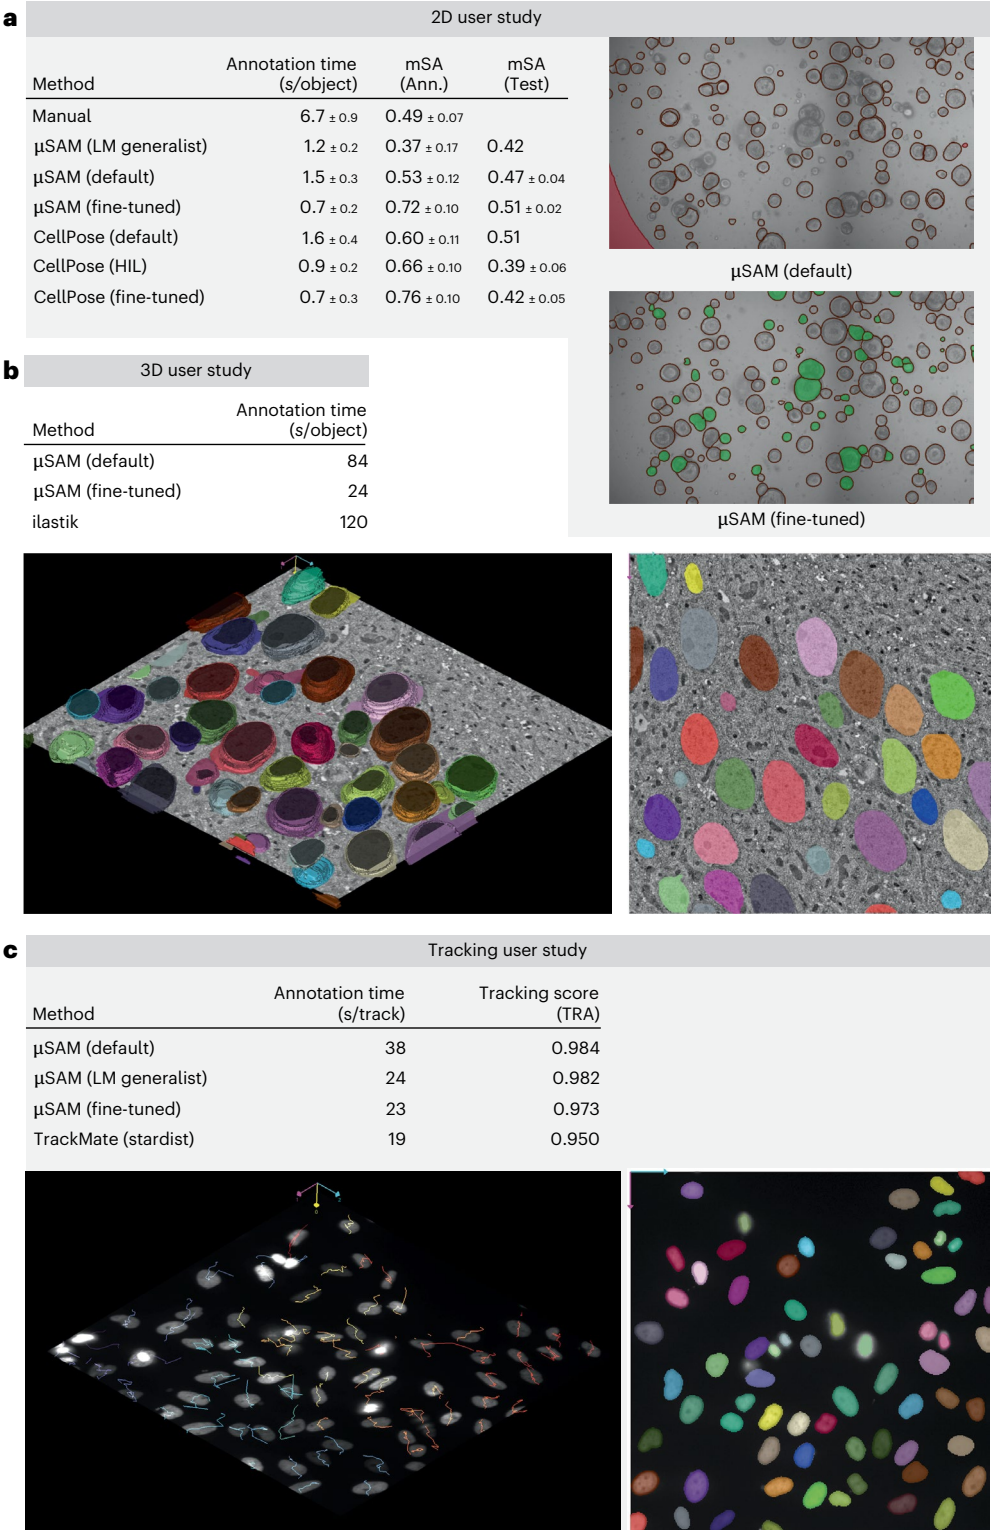 a
2D user study
Method Annotation time (s/object) mSA (Ann.) mSA (Test)
Manual 6.7 ± 0.9 0.49 ± 0.07
µSAM (LM generalist) 1.2 ± 0.2 0.37 ± 0.17 0.42
µSAM (default) 1.5 ± 0.3 0.53 ± 0.12 0.47 ± 0.04
µSAM (fine-tuned) 0.7 ± 0.2 0.72 ± 0.10 0.51 ± 0.02
CellPose (default) 1.6 ± 0.4 0.60 ± 0.11 0.51
CellPose (HIL) 0.9 ± 0.2 0.66 ± 0.10 0.39 ± 0.06
CellPose (fine-tuned) 0.7 ± 0.3 0.76 ± 0.10 0.42 ± 0.05
µSAM (default)
µSAM (fine-tuned)
b
3D user study
Method Annotation time (s/object)
µSAM (default) 84
µSAM (fine-tuned) 24
ilastik 120
c
Tracking user study
Method Annotation time (s/track) Tracking score (TRA)
µSAM (default) 38 0.984
µSAM (LM generalist) 24 0.982
µSAM (fine-tuned) 23 0.973
TrackMate (stardist) 19 0.950